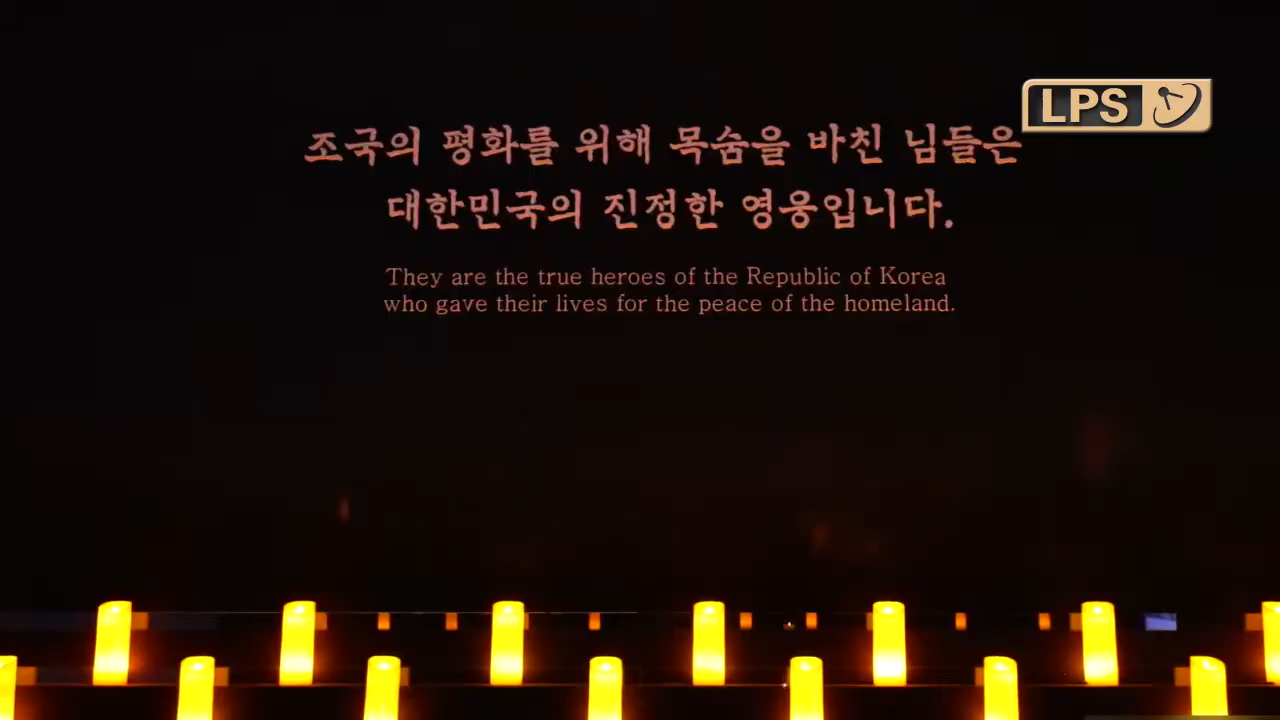 LPS
조국의 평화를 위해 목숨을 바친 님들은
대한민국의 진정한 영웅입니다.
They are the true heroes of the Republic of Korea
who gave their lives for the peace of the homeland.